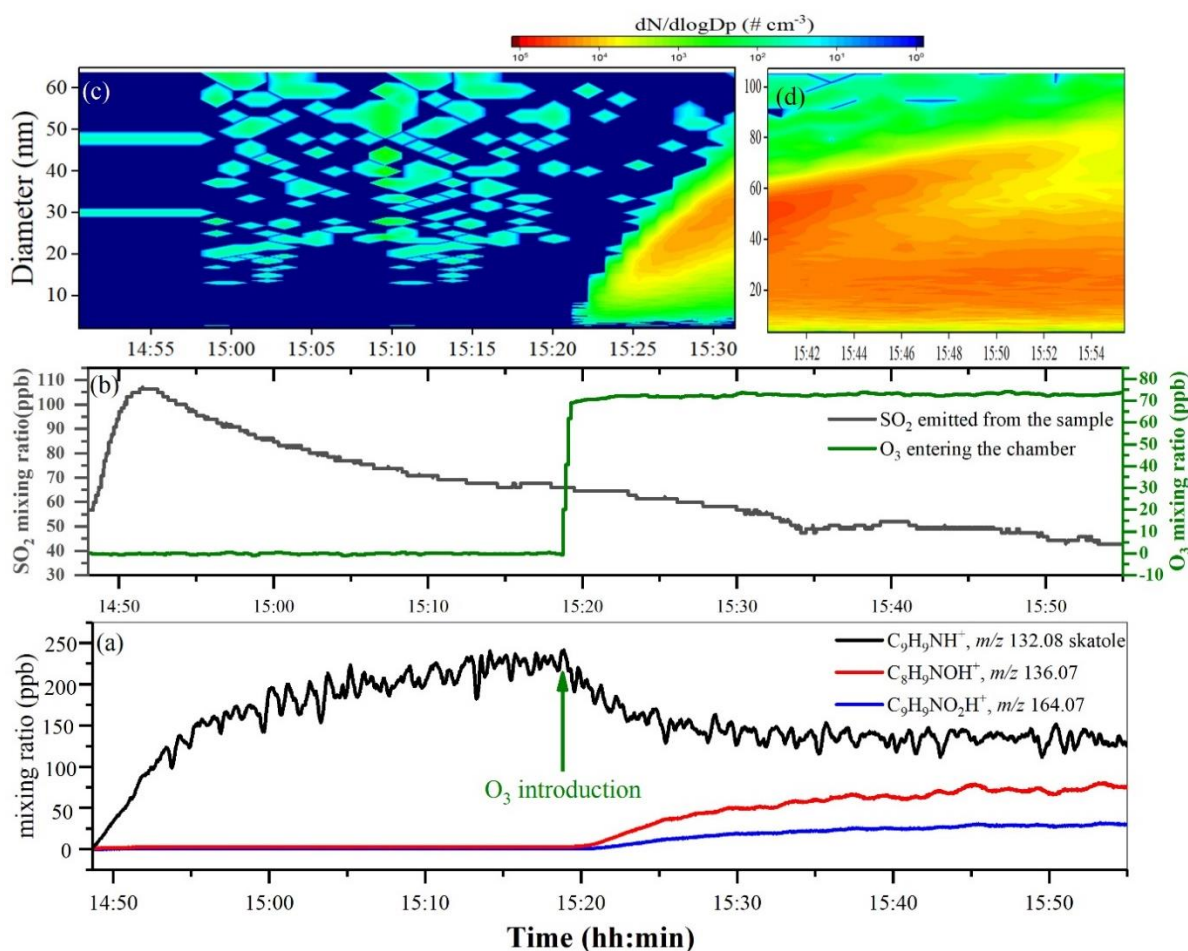 dN/dlogDp (# cm⁻³)
10⁵ 10⁴ 10³ 10² 10¹ 10⁰
(c)
Diameter (nm)
60
50
40
30
20
10
14:55 15:00 15:05 15:10 15:15 15:20 15:25 15:30
(d)
100
80
60
40
20
15:42 15:44 15:46 15:48 15:50 15:52 15:54
(b)
SO₂ mixing ratio(ppb)
110
100
90
80
70
60
50
40
30
SO₂ emitted from the sample
O₃ entering the chamber
O₃ mixing ratio (ppb)
80
70
60
50
40
30
20
10
0
-10
14:50 15:00 15:10 15:20 15:30 15:40 15:50
(a)
mixing ratio (ppb)
250
200
150
100
50
0
C₉H₉NH⁺, m/z 132.08 skatole
C₈H₉NOH⁺, m/z 136.07
C₉H₉NO₂H⁺, m/z 164.07
O₃ introduction
14:50 15:00 15:10 15:20 15:30 15:40 15:50
Time (hh:min)